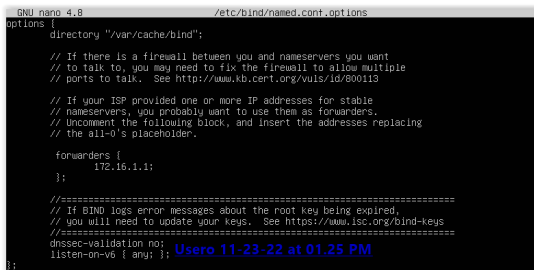 GNU nano 4.8 /etc/bind/named.conf.options
options {
directory "/var/cache/bind";
// If there is a firewall between you and nameservers you want
// to talk to, you may need to fix the firewall to allow multiple
// ports to talk. See http://www.kb.cert.org/vuls/id/800113
// If your ISP provided one or more IP addresses for stable
// nameservers, you probably want to use them as forwarders.
// Uncomment the following block, and insert the addresses replacing
// the all-0's placeholder.
forwarders {
172.16.1.1;
};
//========================================================================
// If BIND logs error messages about the root key being expired,
// you will need to update your keys. See https://www.isc.org/bind-keys
//========================================================================
dnssec-validation no;
listen-on-v6 { any; }; Usero 11-23-22 at 01.25 PM
};